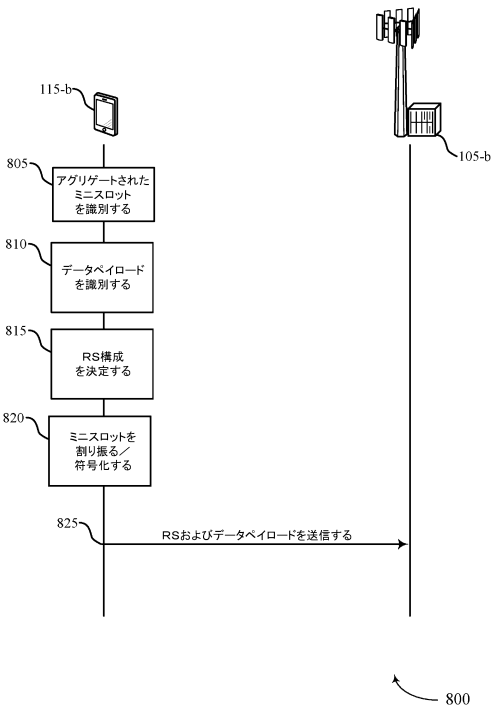 115-b
105-b
805
アグリゲートされた
ミニスロット
を識別する
810
データペイロード
を識別する
815
RS構成
を決定する
820
ミニスロットを
割り振る／
符号化する
825
RSおよびデータペイロードを送信する
800